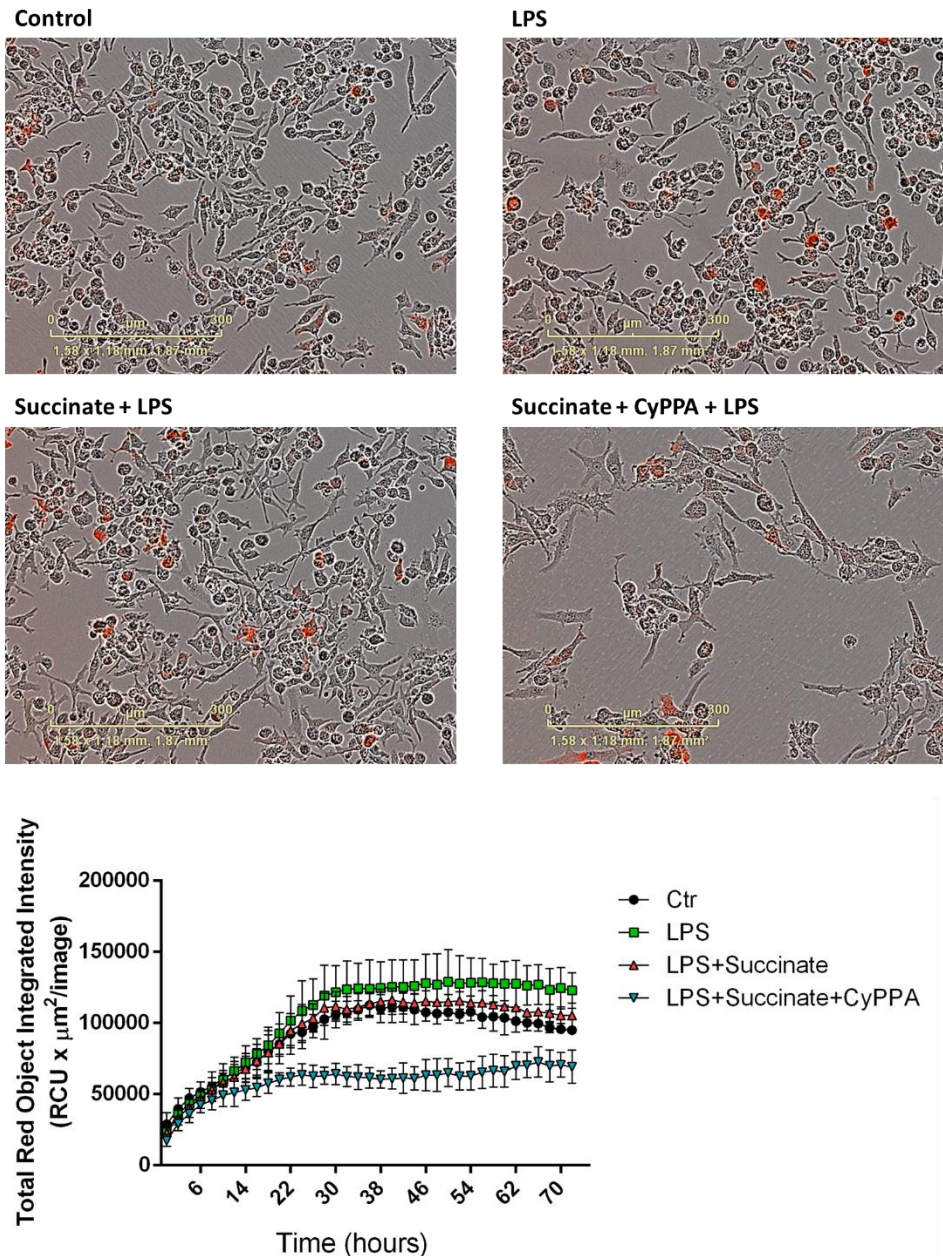 Control
LPS
0 µm 300
1.58 x 1.18 mm, 1.87 mm²
0 µm 300
1.58 x 1.18 mm, 1.87 mm²
Succinate + LPS
Succinate + CyPPA + LPS
0 µm 300
1.58 x 1.18 mm, 1.87 mm²
0 µm 300
1.58 x 1.18 mm, 1.87 mm²
Total Red Object Integrated Intensity
(RCU x µm²/image)
200000
150000
100000
50000
0
6 14 22 30 38 46 54 62 70
Time (hours)
Ctr
LPS
LPS+Succinate
LPS+Succinate+CyPPA